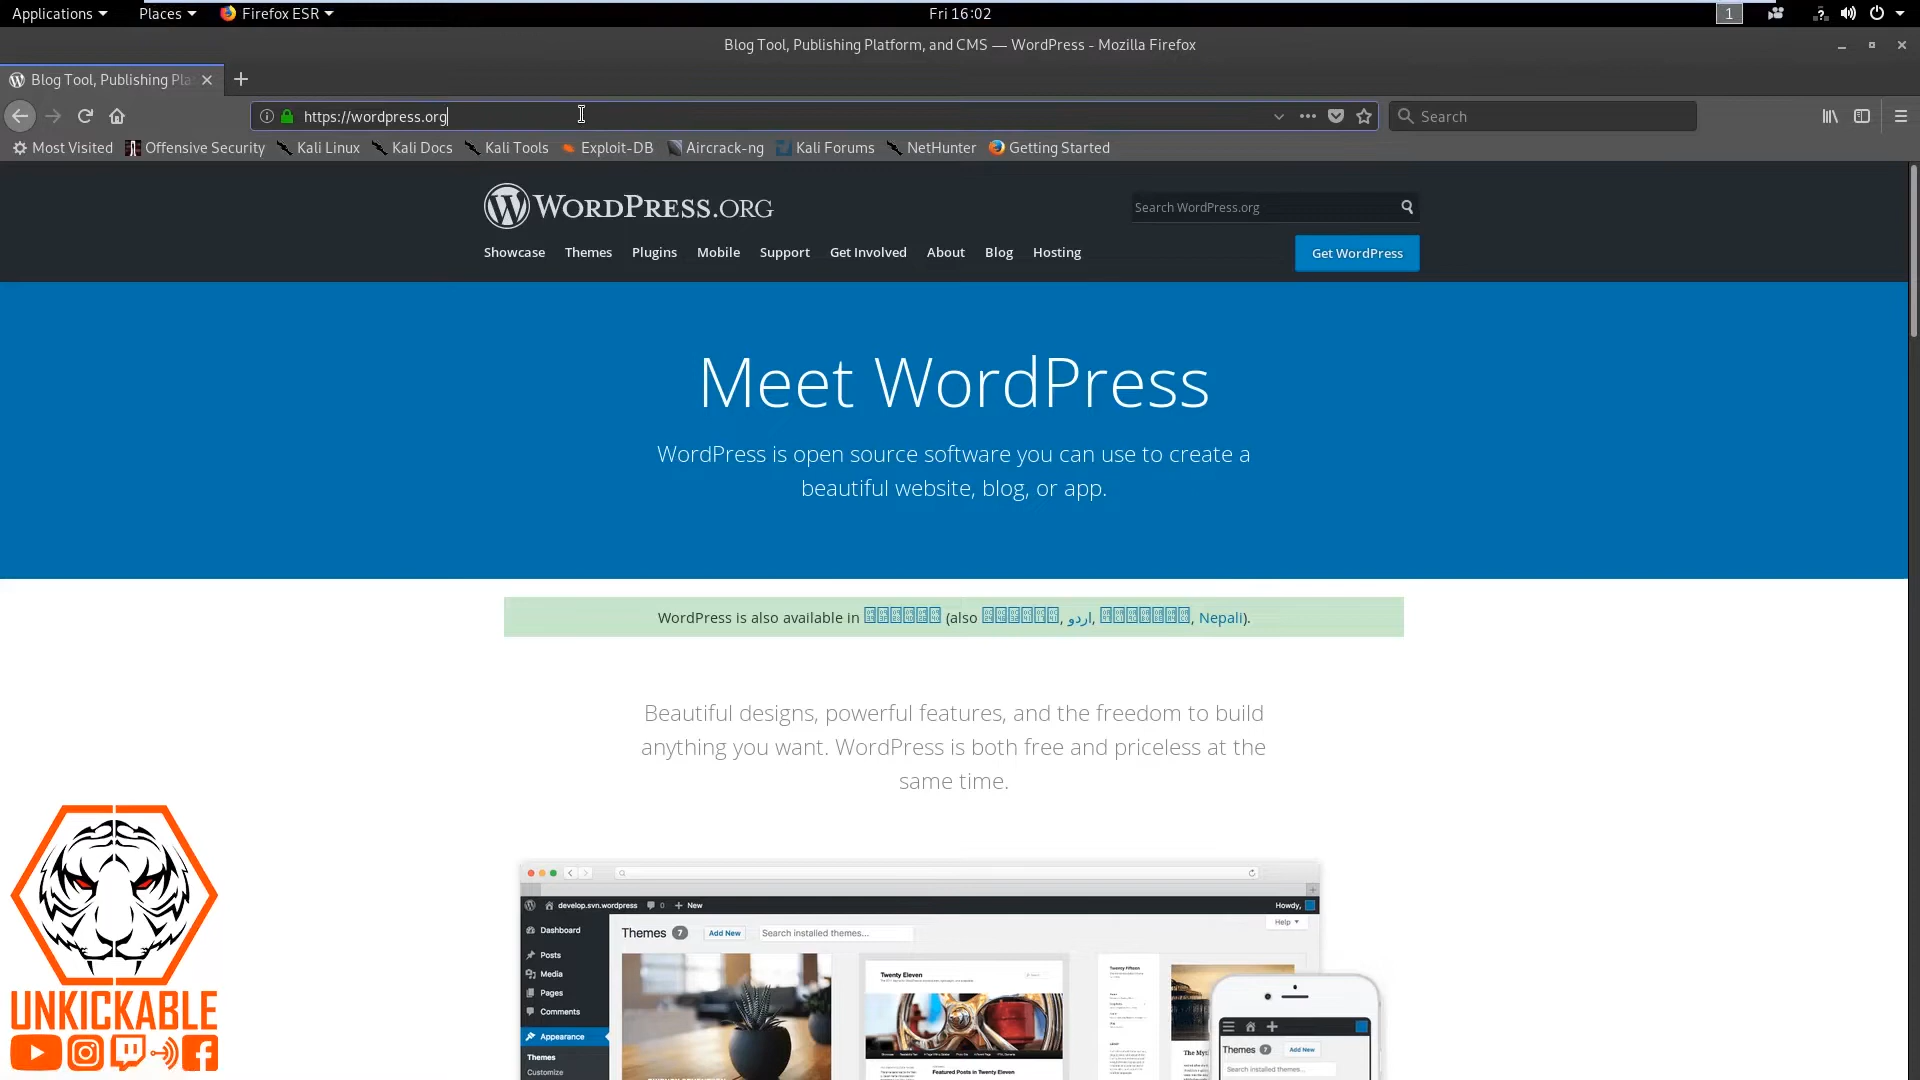 Applications
Places
Firefox ESR
Fri 16:02
1
Blog Tool, Publishing Platform, and CMS — WordPress - Mozilla Firefox
Blog Tool, Publishing Pla
https://wordpress.org
Search
Most Visited
Offensive Security
Kali Linux
Kali Docs
Kali Tools
Exploit-DB
Aircrack-ng
Kali Forums
NetHunter
Getting Started
WORDPRESS.ORG
Search WordPress.org
Showcase
Themes
Plugins
Mobile
Support
Get Involved
About
Blog
Hosting
Get WordPress
Meet WordPress
WordPress is open source software you can use to create a
beautiful website, blog, or app.
WordPress is also available in (also , اردو, , Nepali).
Beautiful designs, powerful features, and the freedom to build
anything you want. WordPress is both free and priceless at the
same time.
develop.svn.wordpress
0
New
Howdy,
Dashboard
Themes 7
Add New
Search installed themes...
Help
Posts
Media
Pages
Comments
Appearance
Themes
Customize
Twenty Eleven
Featured Posts in Twenty Eleven
Twenty Fifteen
The Myt
Themes 7
Add New
Search installed themes...
UNKICKABLE